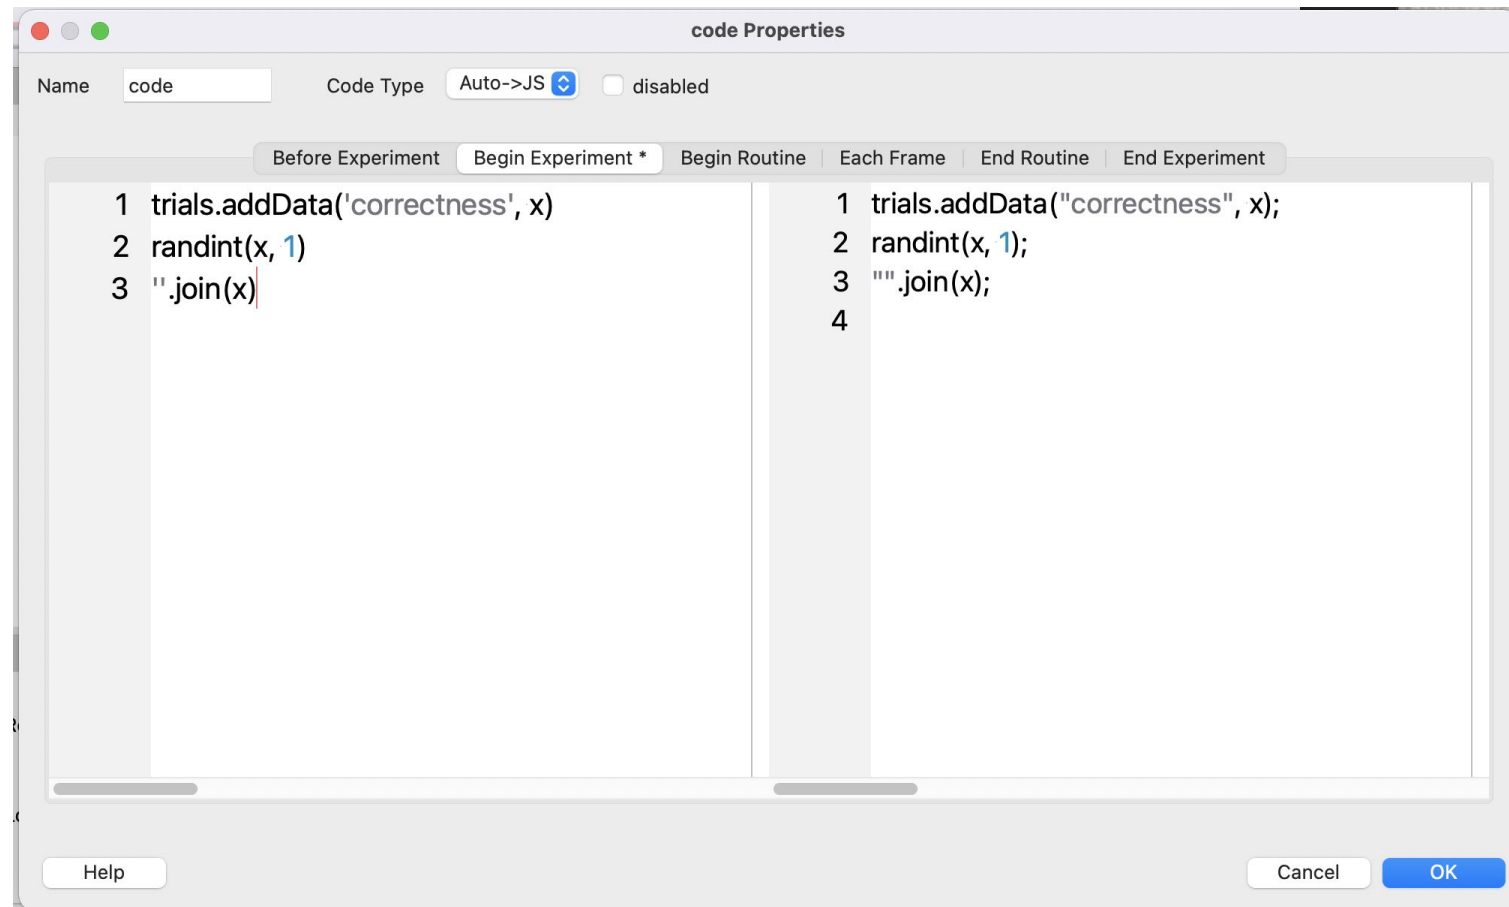 code Properties
Name code Code Type Auto->JS disabled
Before Experiment Begin Experiment * Begin Routine Each Frame End Routine End Experiment
1 trials.addData('correctness', x)
2 randint(x, 1)
3 ''.join(x)
1 trials.addData("correctness", x);
2 randint(x, 1);
3 "".join(x);
4
Help Cancel OK